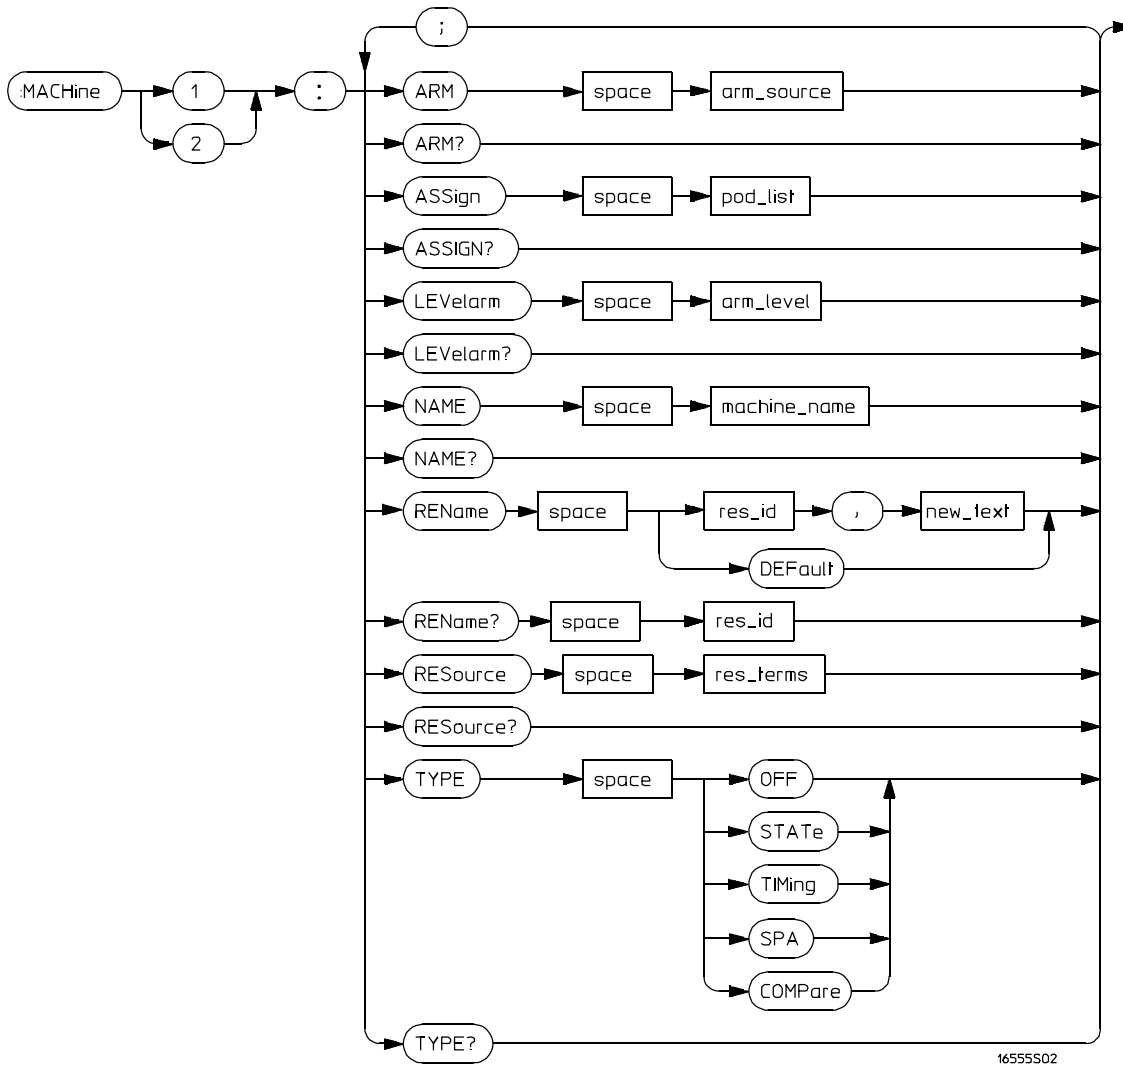 ;
:MACHine 1 : ARM space arm_source
2 ARM?
ASSign space pod_list
ASSIGN?
LEVelarm space arm_level
LEVelarm?
NAME space machine_name
NAME?
REName space res_id , new_text
DEFault
REName? space res_id
RESource space res_terms
RESource?
TYPE space OFF
STATe
TIMing
SPA
COMPare
TYPE?
16555S02